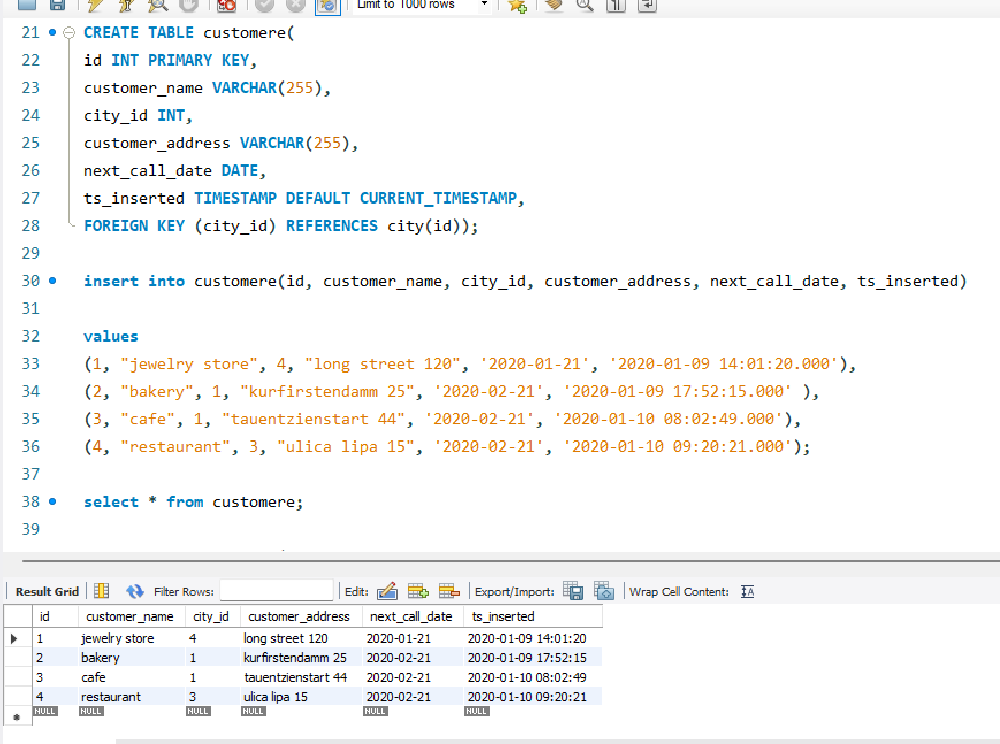 Limit to 1000 rows
21 CREATE TABLE customere(
22 id INT PRIMARY KEY,
23 customer_name VARCHAR(255),
24 city_id INT,
25 customer_address VARCHAR(255),
26 next_call_date DATE,
27 ts_inserted TIMESTAMP DEFAULT CURRENT_TIMESTAMP,
28 FOREIGN KEY (city_id) REFERENCES city(id));
29
30 insert into customere(id, customer_name, city_id, customer_address, next_call_date, ts_inserted)
31
32 values
33 (1, "jewelry store", 4, "long street 120", '2020-01-21', '2020-01-09 14:01:20.000'),
34 (2, "bakery", 1, "kurfirstendamm 25", '2020-02-21', '2020-01-09 17:52:15.000' ),
35 (3, "cafe", 1, "tauentzienstart 44", '2020-02-21', '2020-01-10 08:02:49.000'),
36 (4, "restaurant", 3, "ulica lipa 15", '2020-02-21', '2020-01-10 09:20:21.000');
37
38 select * from customere;
39
Result Grid Filter Rows: Edit: Export/Import: Wrap Cell Content: IA
id customer_name city_id customer_address next_call_date ts_inserted
1 jewelry store 4 long street 120 2020-01-21 2020-01-09 14:01:20
2 bakery 1 kurfirstendamm 25 2020-02-21 2020-01-09 17:52:15
3 cafe 1 tauentzienstart 44 2020-02-21 2020-01-10 08:02:49
4 restaurant 3 ulica lipa 15 2020-02-21 2020-01-10 09:20:21
NULL NULL NULL NULL NULL NULL